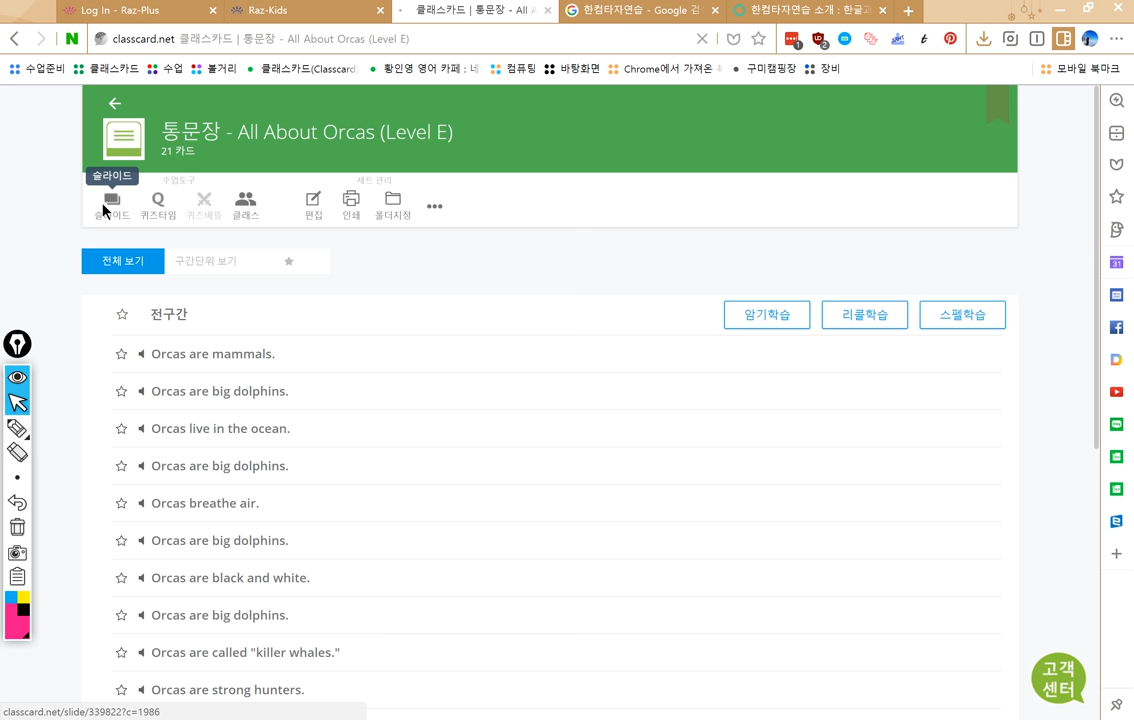 Log In - Raz-Plus
Raz-Kids
클래스카드 | 통문장 - All A
한컴타자연습 - Google 검
한컴타자연습 소개 : 한글과
classcard.net 클래스카드 | 통문장 - All About Orcas (Level E)
수업준비 클래스카드 수업 볼거리 클래스카드(Classcard 황인영 영어 카페 : 네 컴퓨팅 바탕화면 Chrome에서 가져온 구미캠핑장 장비 모바일 북마크
통문장 - All About Orcas (Level E)
21 카드
슬라이드
수업도구 세트 관리
슬라이드 퀴즈타임 퀴즈배틀 클래스 편집 인쇄 폴더지정
전체 보기 구간단위 보기
전구간 암기학습 리콜학습 스펠학습
Orcas are mammals.
Orcas are big dolphins.
Orcas live in the ocean.
Orcas are big dolphins.
Orcas breathe air.
Orcas are big dolphins.
Orcas are black and white.
Orcas are big dolphins.
Orcas are called "killer whales."
Orcas are strong hunters.
고객
센터
classcard.net/slide/339822?c=1986